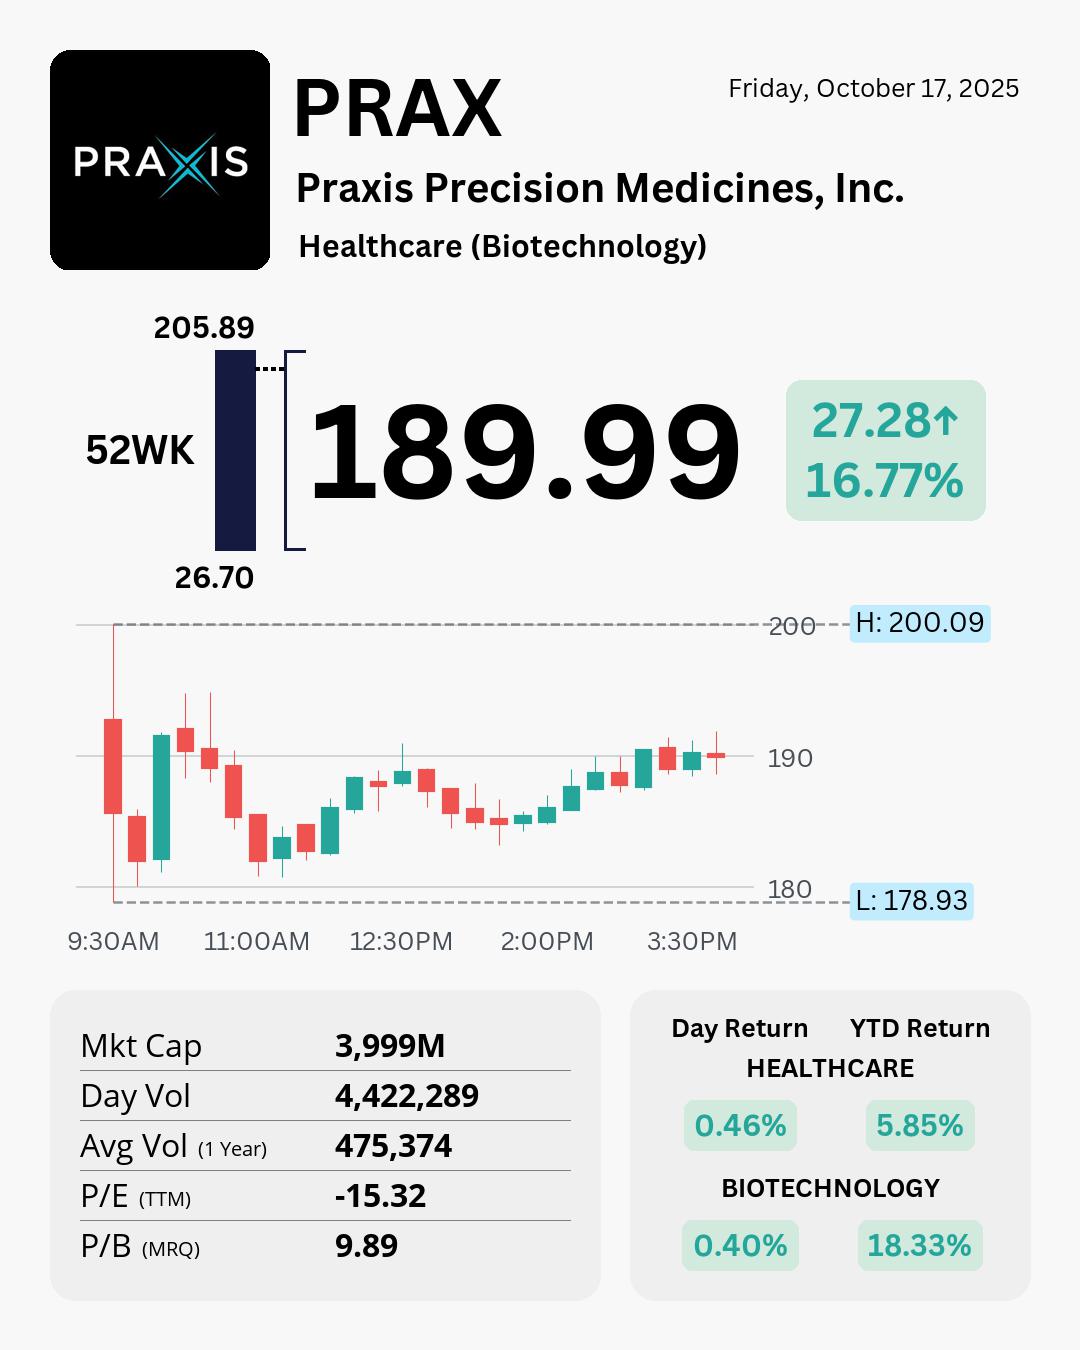 PRAXIS
PRAX
Friday, October 17, 2025
Praxis Precision Medicines, Inc.
Healthcare (Biotechnology)
205.89
52WK
189.99
27.28↑
16.77%
26.70
200
H: 200.09
190
180
L: 178.93
9:30AM 11:00AM 12:30PM 2:00PM 3:30PM
Mkt Cap 3,999M
Day Vol 4,422,289
Avg Vol (1 Year) 475,374
P/E (TTM) -15.32
P/B (MRQ) 9.89
Day Return YTD Return
HEALTHCARE
0.46% 5.85%
BIOTECHNOLOGY
0.40% 18.33%